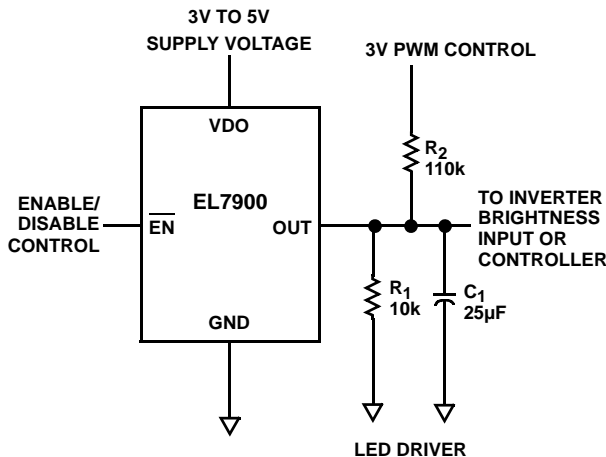 3V TO 5V
SUPPLY VOLTAGE
3V PWM CONTROL
VDO
R2
110k
ENABLE/
DISABLE
CONTROL
EN
EL7900
OUT
TO INVERTER
BRIGHTNESS
INPUT OR
CONTROLLER
R1
10k
C1
25µF
GND
LED DRIVER